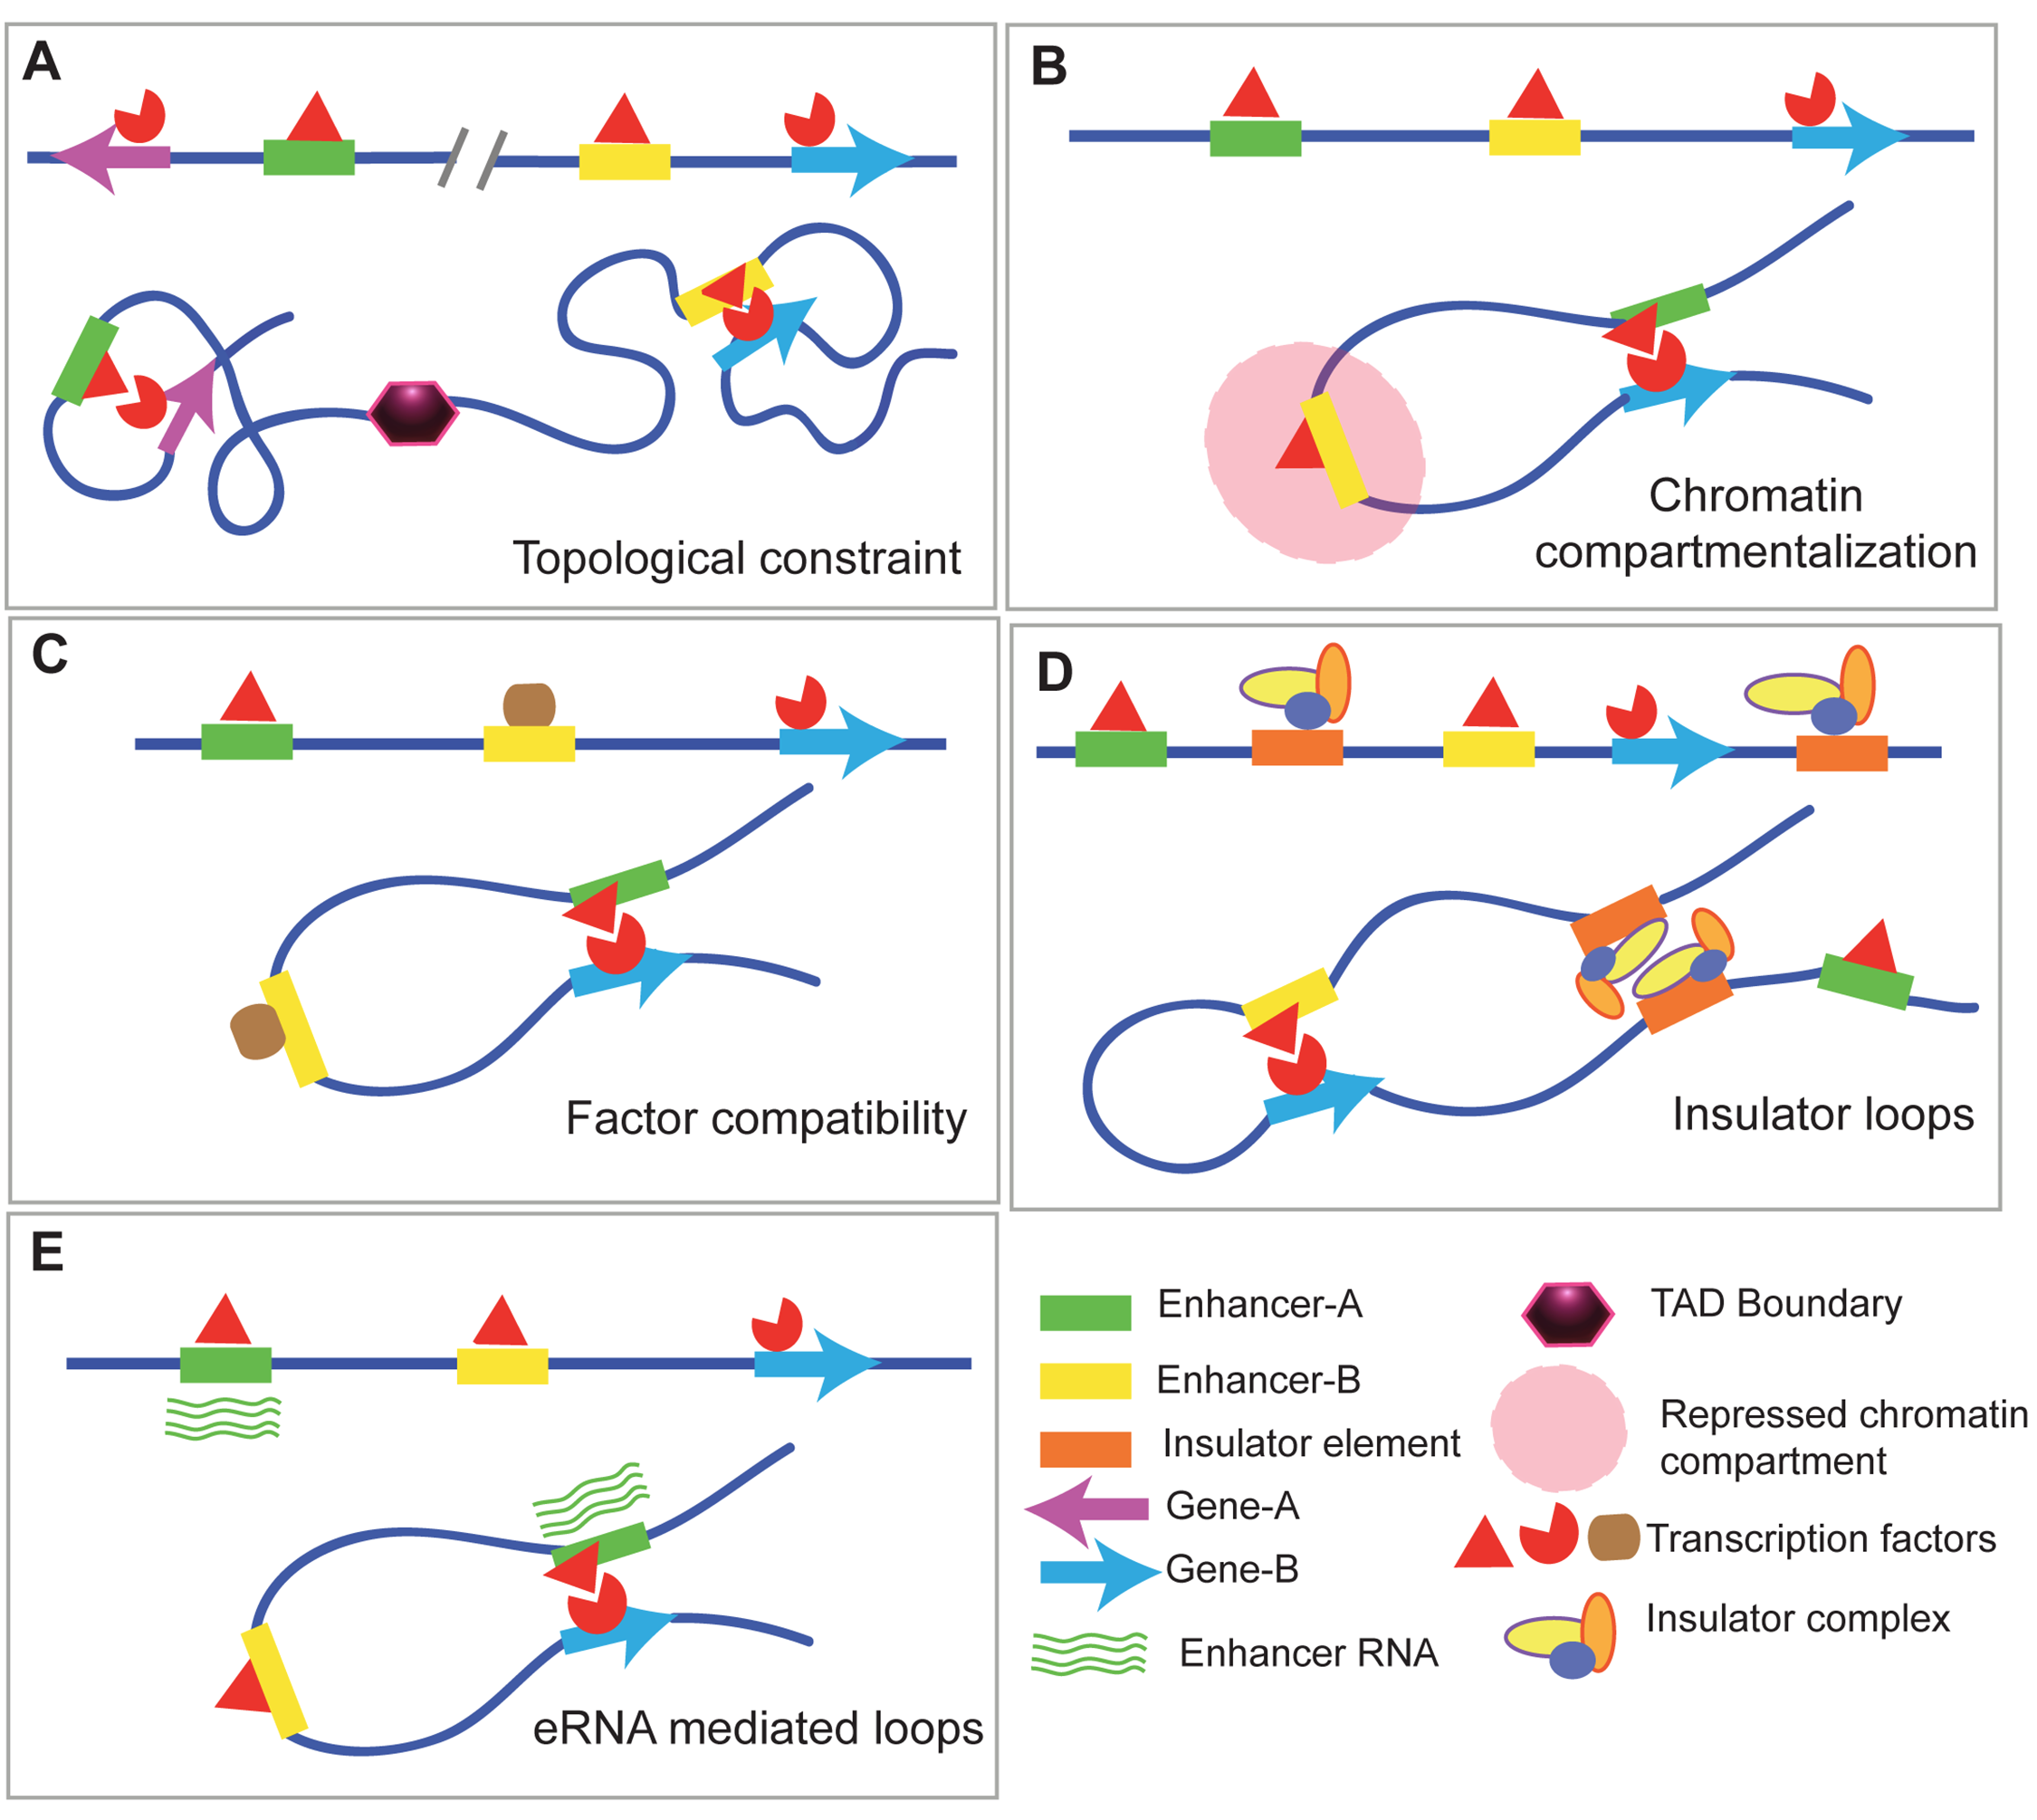 A
Topological constraint
B
Chromatin
compartmentalization
C
Factor compatibility
D
Insulator loops
E
eRNA mediated loops
Enhancer-A
Enhancer-B
Insulator element
Gene-A
Gene-B
Enhancer RNA
TAD Boundary
Repressed chromatin
compartment
Transcription factors
Insulator complex